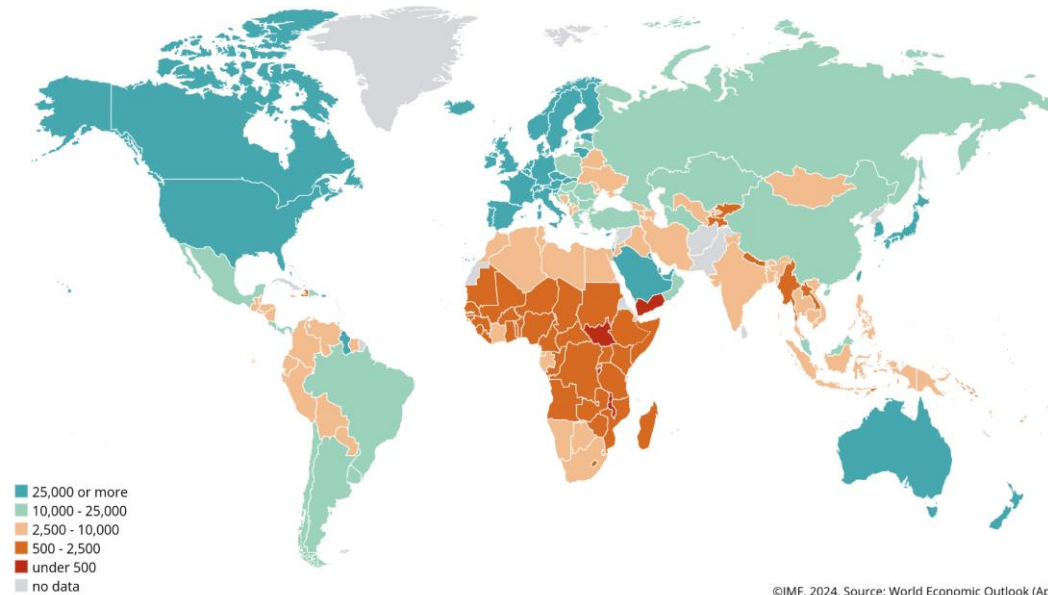 25,000 or more
10,000 - 25,000
2,500 - 10,000
500 - 2,500
under 500
no data
©IMF, 2024, Source: World Economic Outlook (Ap